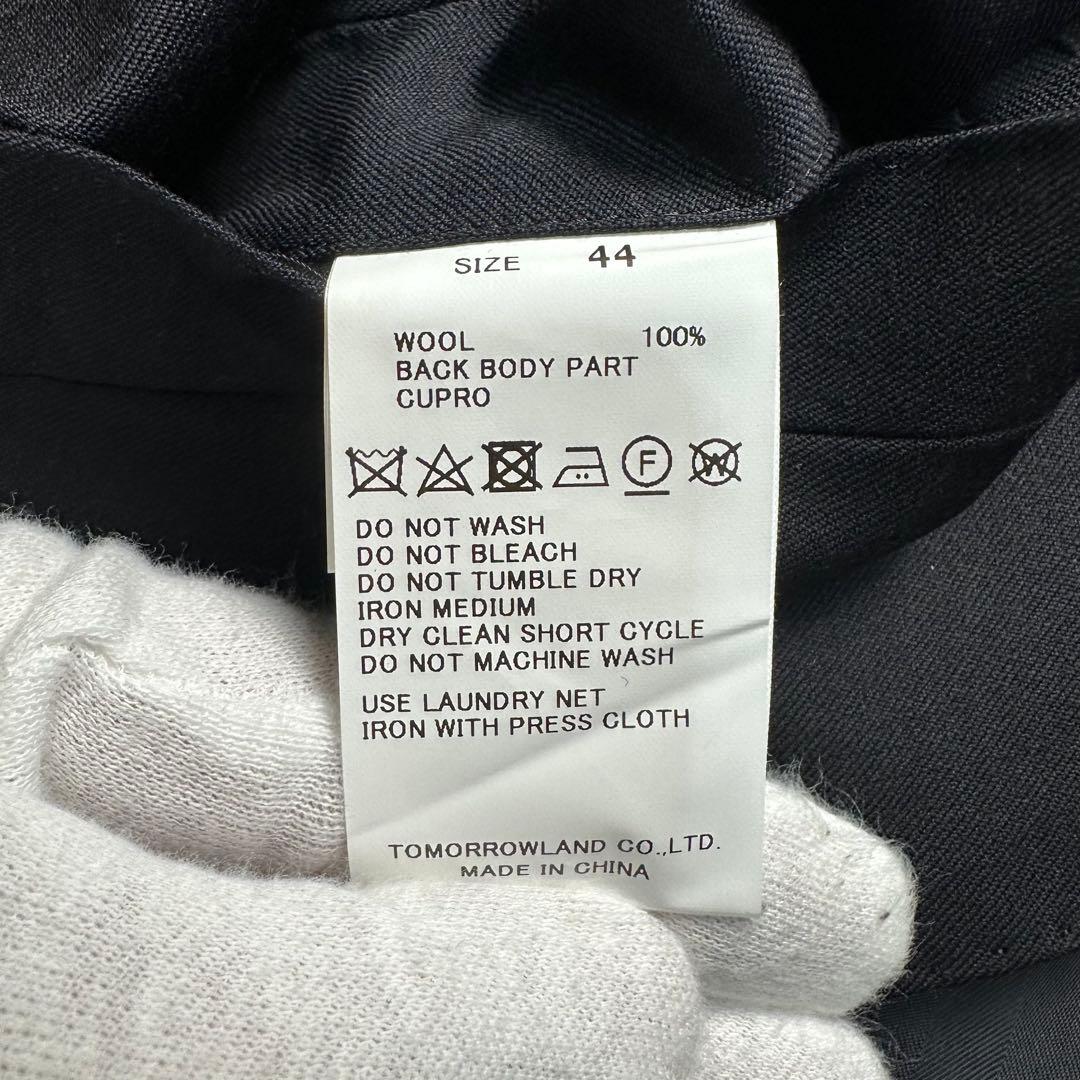 SIZE 44
WOOL 100%
BACK BODY PART
CUPRO
F W
DO NOT WASH
DO NOT BLEACH
DO NOT TUMBLE DRY
IRON MEDIUM
DRY CLEAN SHORT CYCLE
DO NOT MACHINE WASH
USE LAUNDRY NET
IRON WITH PRESS CLOTH
TOMORROWLAND CO.,LTD.
MADE IN CHINA